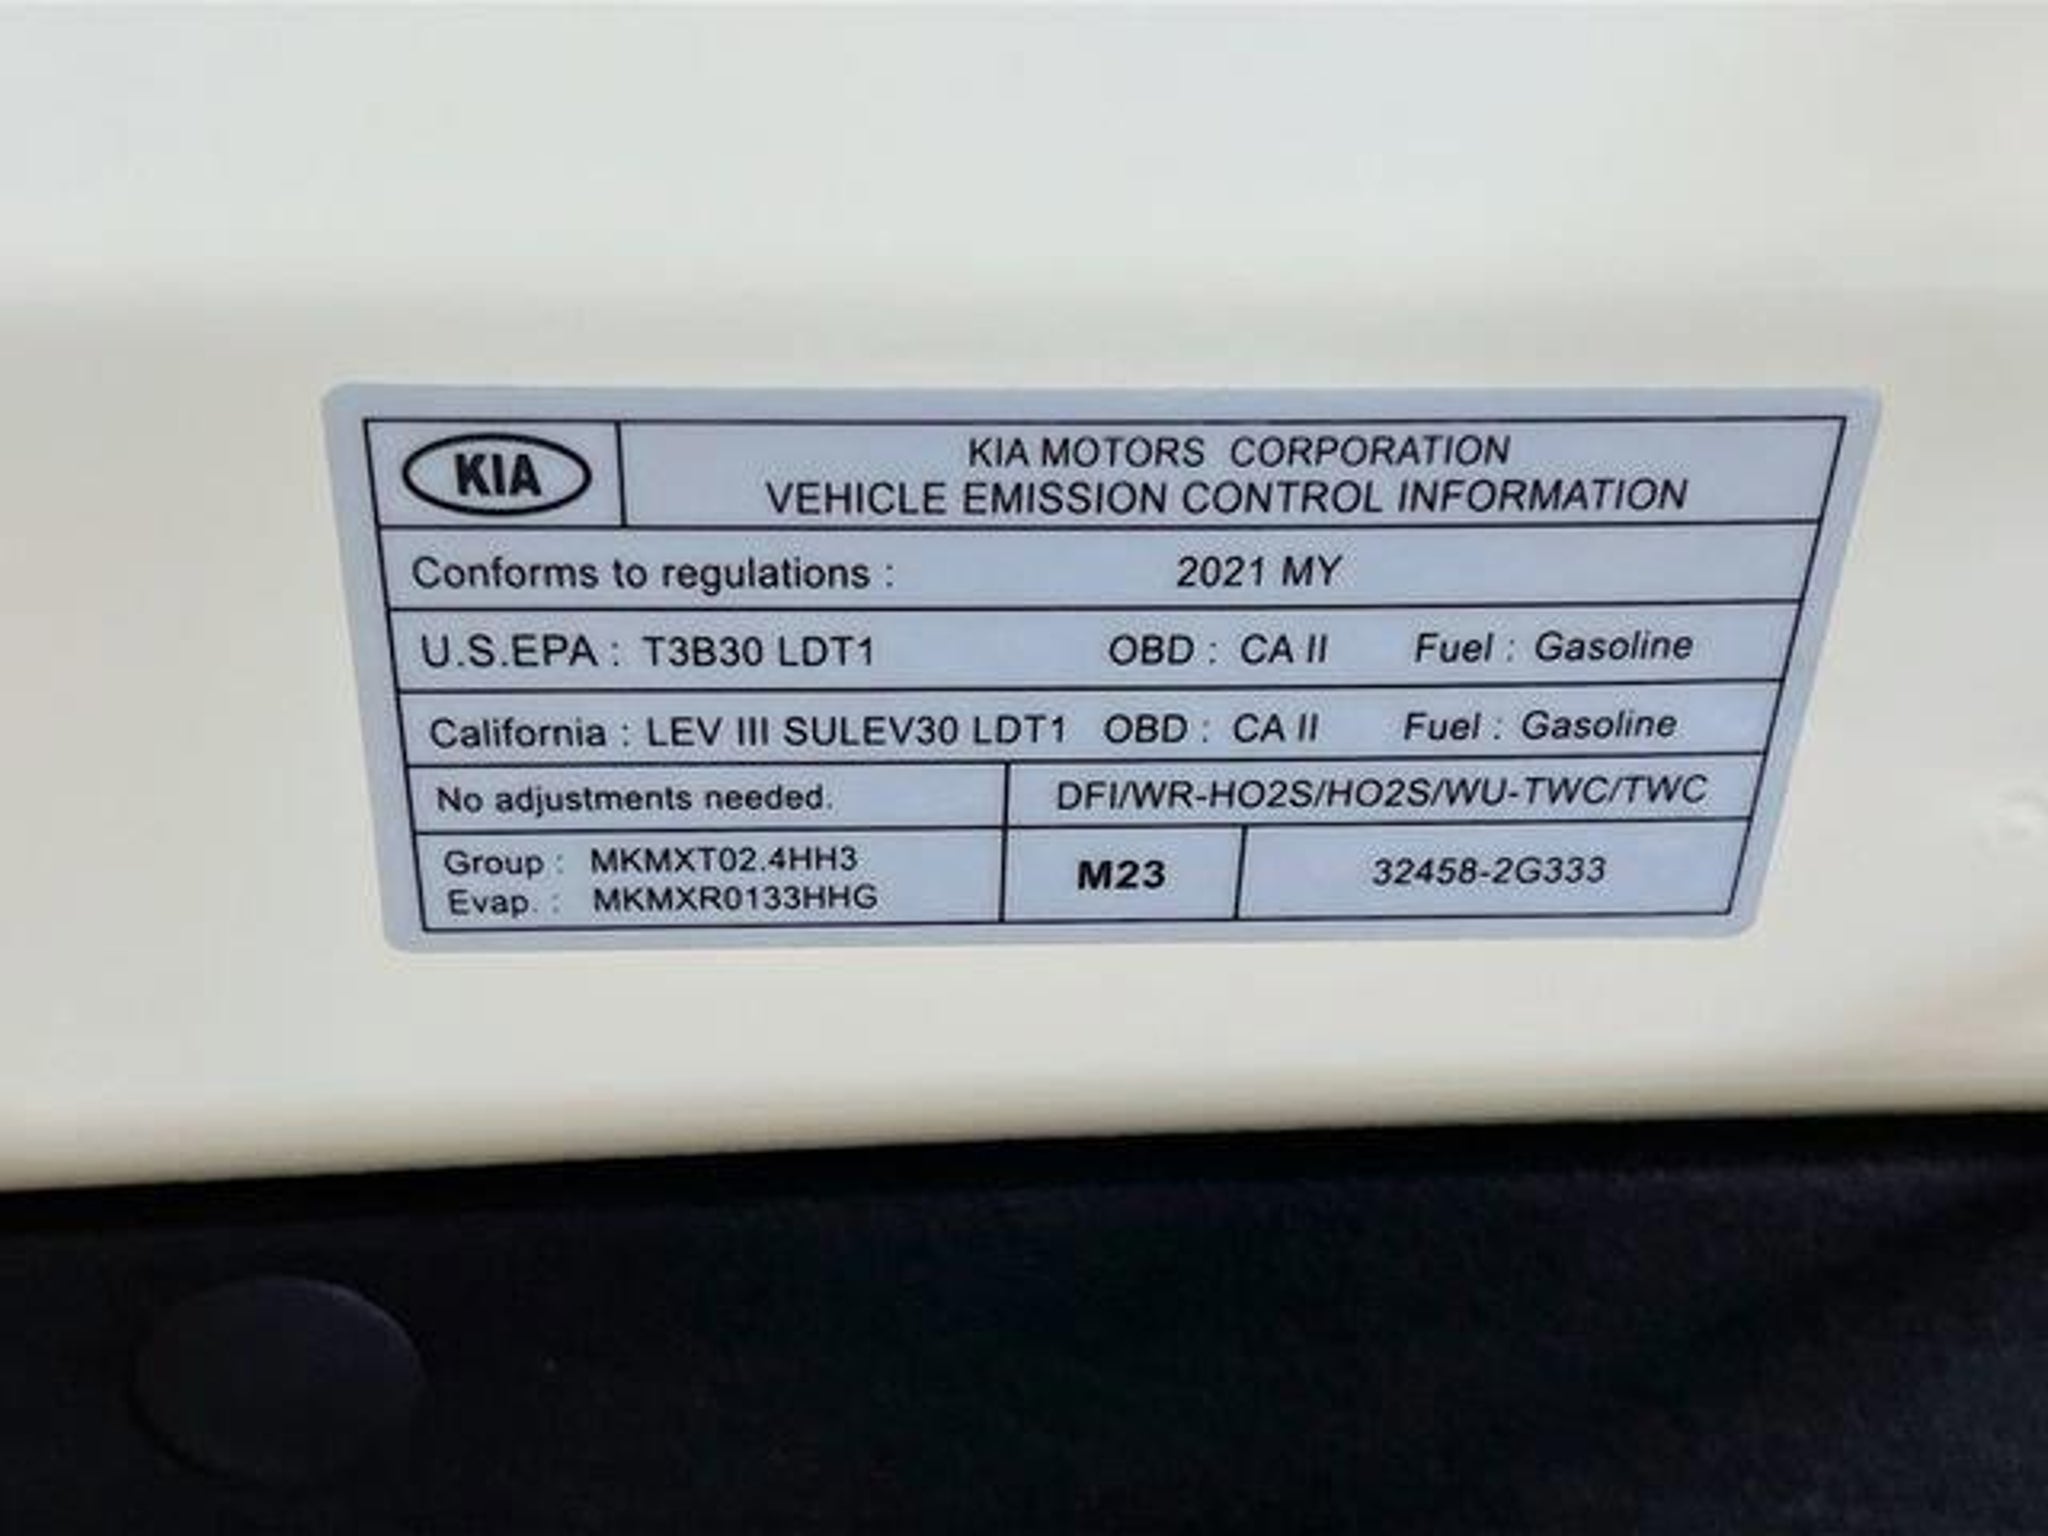 KIA
KIA MOTORS CORPORATION
VEHICLE EMISSION CONTROL INFORMATION
Conforms to regulations : 2021 MY
U.S.EPA : T3B30 LDT1 OBD : CA II Fuel : Gasoline
California : LEV III SULEV30 LDT1 OBD : CA II Fuel : Gasoline
No adjustments needed. DFI/WR-HO2S/HO2S/WU-TWC/TWC
Group : MKMXT02.4HH3
Evap. : MKMXR0133HHG
M23
32458-2G333